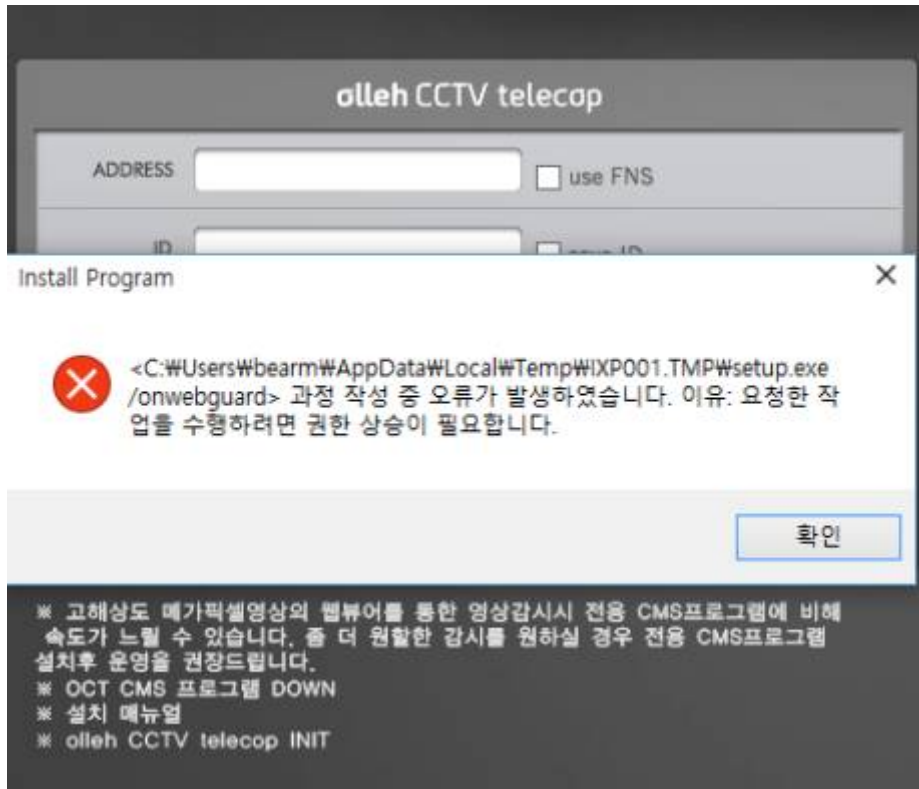 olleh CCTV telecop
ADDRESS
use FNS
ID
save ID
Install Program
<C:₩Users₩bearm₩AppData₩Local₩Temp₩IXP001.TMP₩setup.exe
/onwebguard> 과정 작성 중 오류가 발생하였습니다. 이유: 요청한 작
업을 수행하려면 권한 상승이 필요합니다.
확인
※ 고해상도 메가픽셀영상의 웹뷰어를 통한 영상감시시 전용 CMS프로그램에 비해
속도가 느릴 수 있습니다. 좀 더 원할한 감시를 원하실 경우 전용 CMS프로그램
설치후 운영을 권장드립니다.
※ OCT CMS 프로그램 DOWN
※ 설치 매뉴얼
※ olleh CCTV telecop INIT